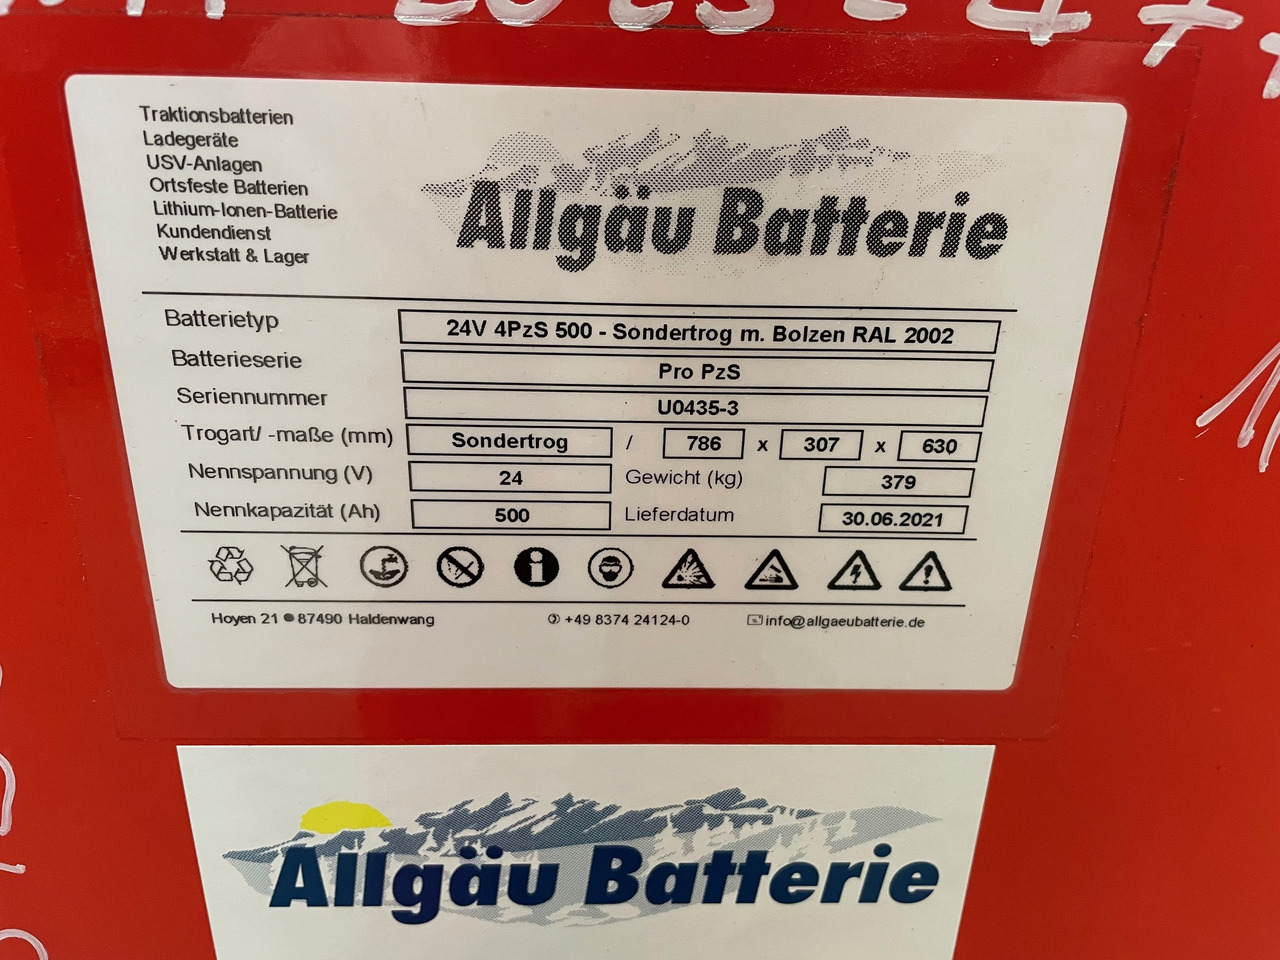 Traktionsbatterien
Ladegeräte
USV-Anlagen
Ortsfeste Batterien
Lithium-Ionen-Batterie
Kundendienst
Werkstatt & Lager
Allgäu Batterie
Batterietyp 24V 4PzS 500 - Sondertrog m. Bolzen RAL 2002
Batterieserie Pro PzS
Seriennummer U0435-3
Trogart/ -maße (mm) Sondertrog / 786 x 307 x 630
Nennspannung (V) 24 Gewicht (kg) 379
Nennkapazität (Ah) 500 Lieferdatum 30.06.2021
Hoyen 21 ● 87490 Haldenwang +49 8374 24124-0 info@allgaeubatterie.de
Allgäu Batterie